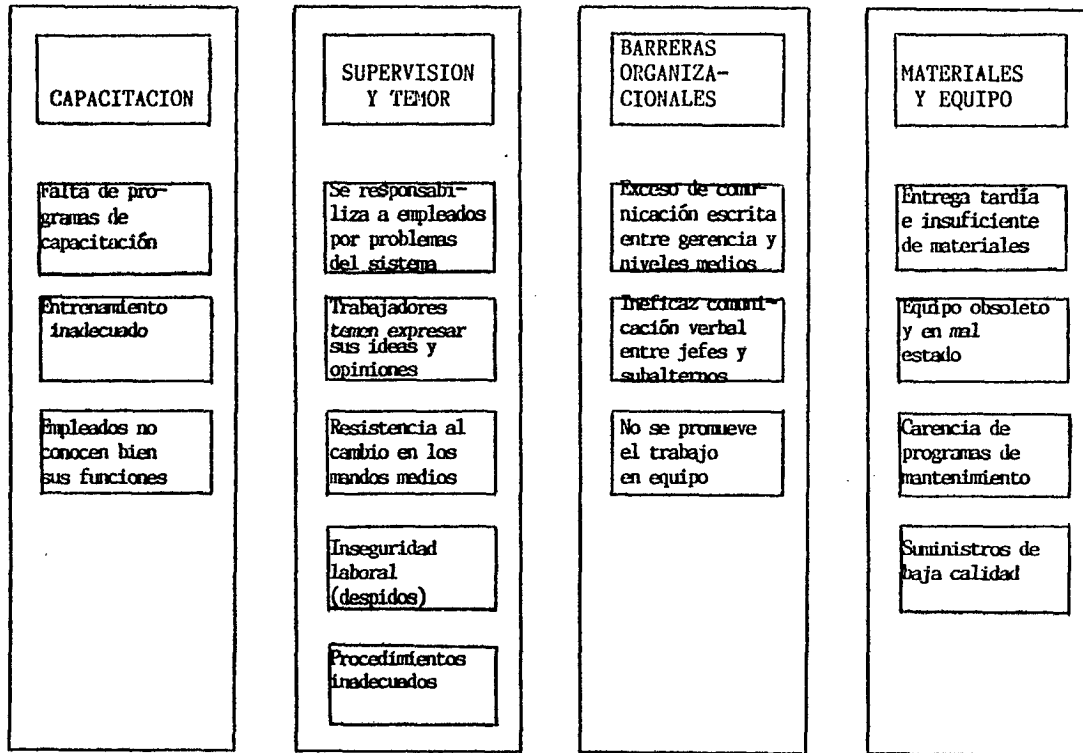 CAPACITACION
Falta de pro-
gramas de
capacitación
Entrenamiento
inadecuado
Empleados no
conocen bien
sus funciones
SUPERVISION
Y TEMOR
Se responsabi-
liza a empleados
por problemas
del sistema
Trabajadores
temen expresar
sus ideas y
opiniones
Resistencia al
cambio en los
mandos medios
Inseguridad
laboral
(despidos)
Procedimientos
inadecuados
BARRERAS
ORGANIZA-
CIONALES
Exceso de comu-
nicación escrita
entre gerencia y
niveles medios
Ineficaz comuni-
cación verbal
entre jefes y
subalternos
No se promueve
el trabajo
en equipo
MATERIALES
Y EQUIPO
Entrega tardía
e insuficiente
de materiales
Equipo obsoleto
y en mal
estado
Carencia de
programas de
mantenimiento
Suministros de
baja calidad